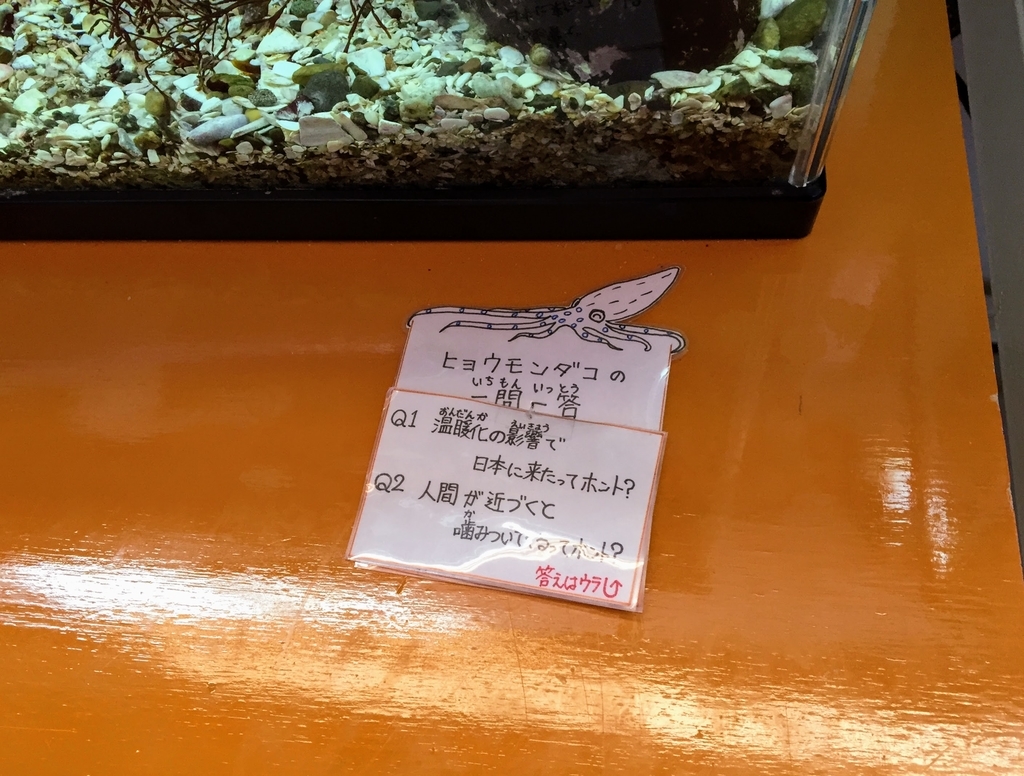 ヒョウモンダコの
いちもん いっとう
一問一答
おんだんか えいきょう
Q1 温暖化の影響で
日本に来たってホント?
Q2 人間が近づくと
か
噛みついてくるってホント?
答えはウラ